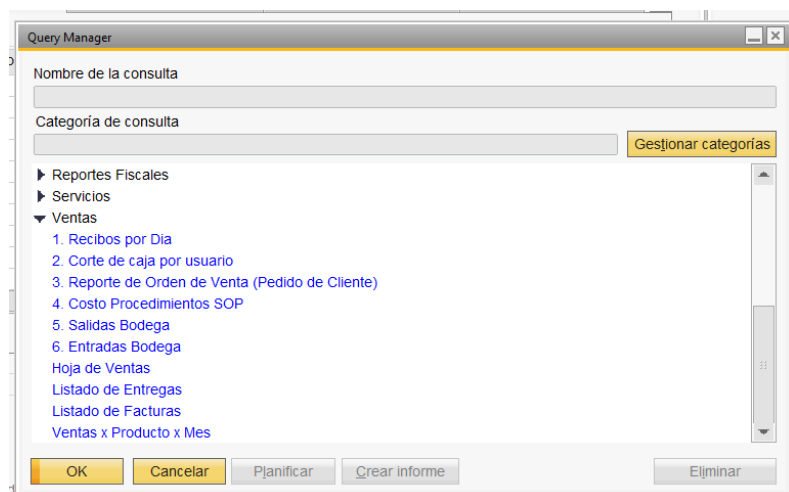 Query Manager
Nombre de la consulta
Categoría de consulta
Gestionar categorías
Reportes Fiscales
Servicios
Ventas
1. Recibos por Dia
2. Corte de caja por usuario
3. Reporte de Orden de Venta (Pedido de Cliente)
4. Costo Procedimientos SOP
5. Salidas Bodega
6. Entradas Bodega
Hoja de Ventas
Listado de Entregas
Listado de Facturas
Ventas x Producto x Mes
OK Cancelar Planificar Crear informe Eliminar